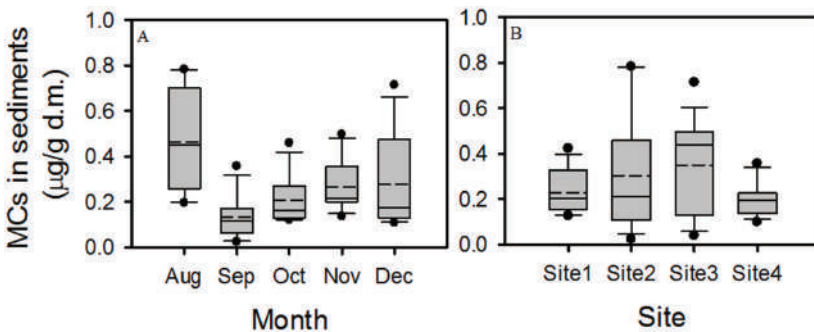 MCs in sediments
(µg/g d.m.)
A
1.0
0.8
0.6
0.4
0.2
0.0
Aug Sep Oct Nov Dec
Month
B
1.0
0.8
0.6
0.4
0.2
0.0
Site1 Site2 Site3 Site4
Site